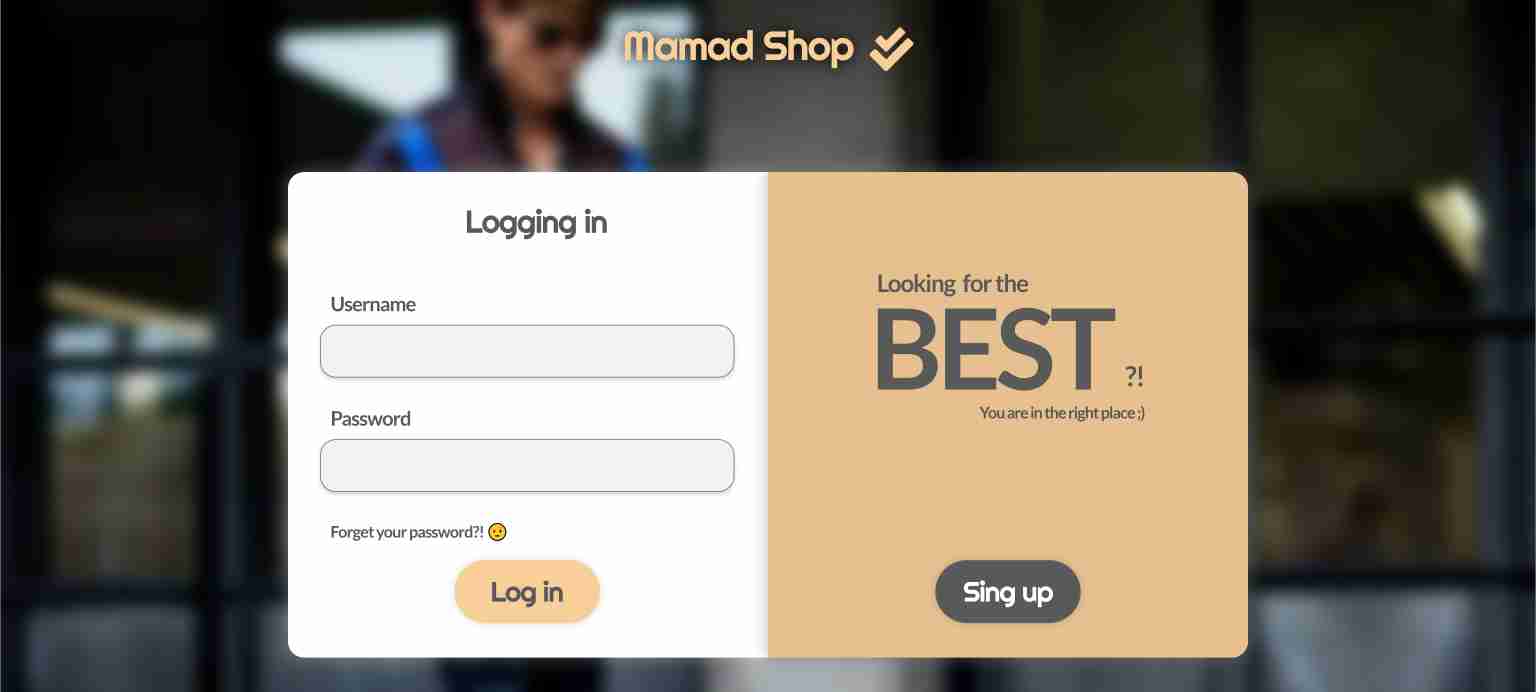 Mamad Shop
Logging in
Username
Password
Forget your password?! 😟
Log in
Looking for the
BEST ?!
You are in the right place ;)
Sing up